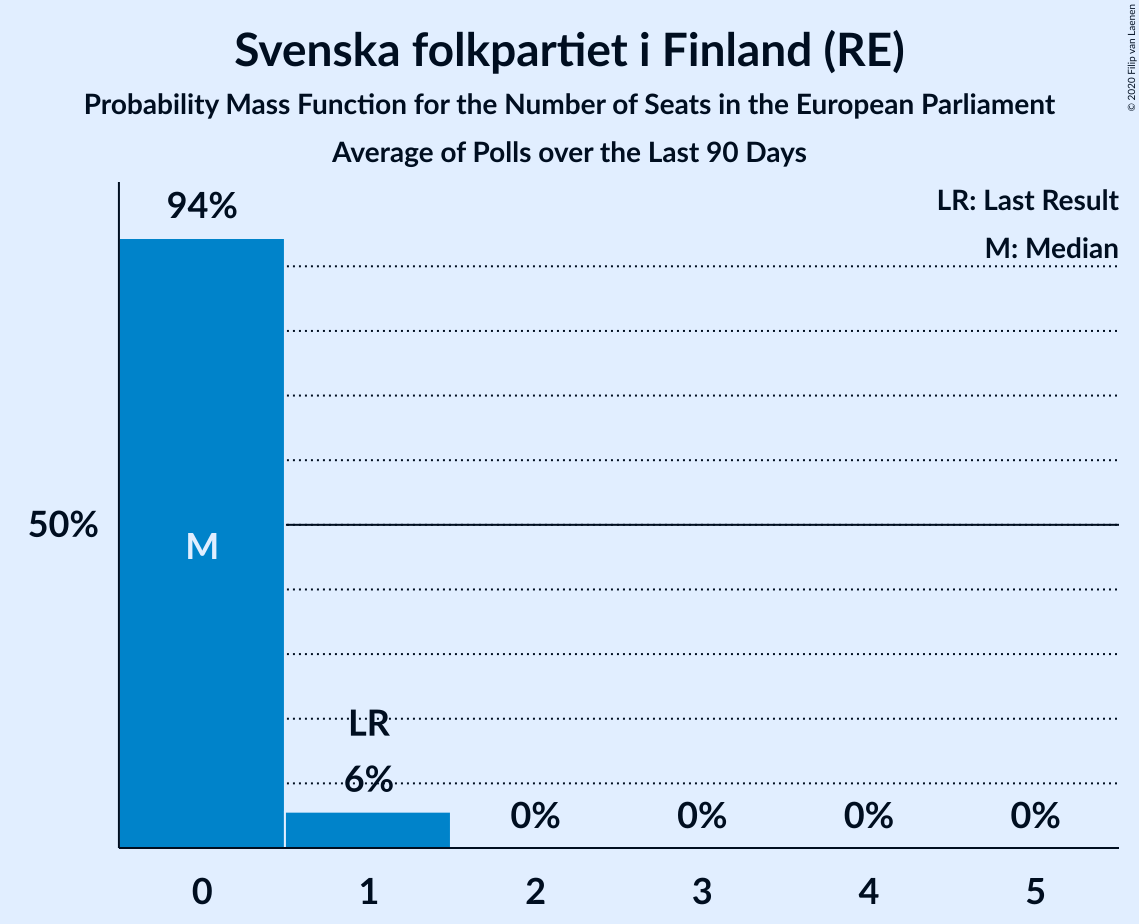 Svenska folkpartiet i Finland (RE)
Probability Mass Function for the Number of Seats in the European Parliament
Average of Polls over the Last 90 Days
© 2020 Filip van Laenen
LR: Last Result
M: Median
94%
50%
M
LR
6%
0%
0%
0%
0%
0
1
2
3
4
5